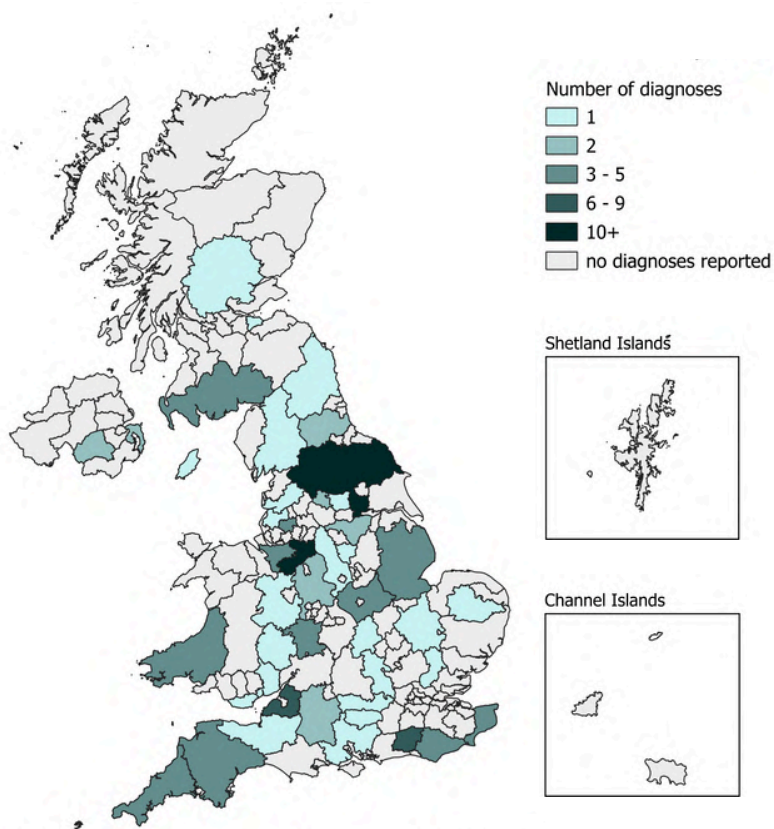 Number of diagnoses
1
2
3 - 5
6 - 9
10+
no diagnoses reported
Shetland Islands
Channel Islands